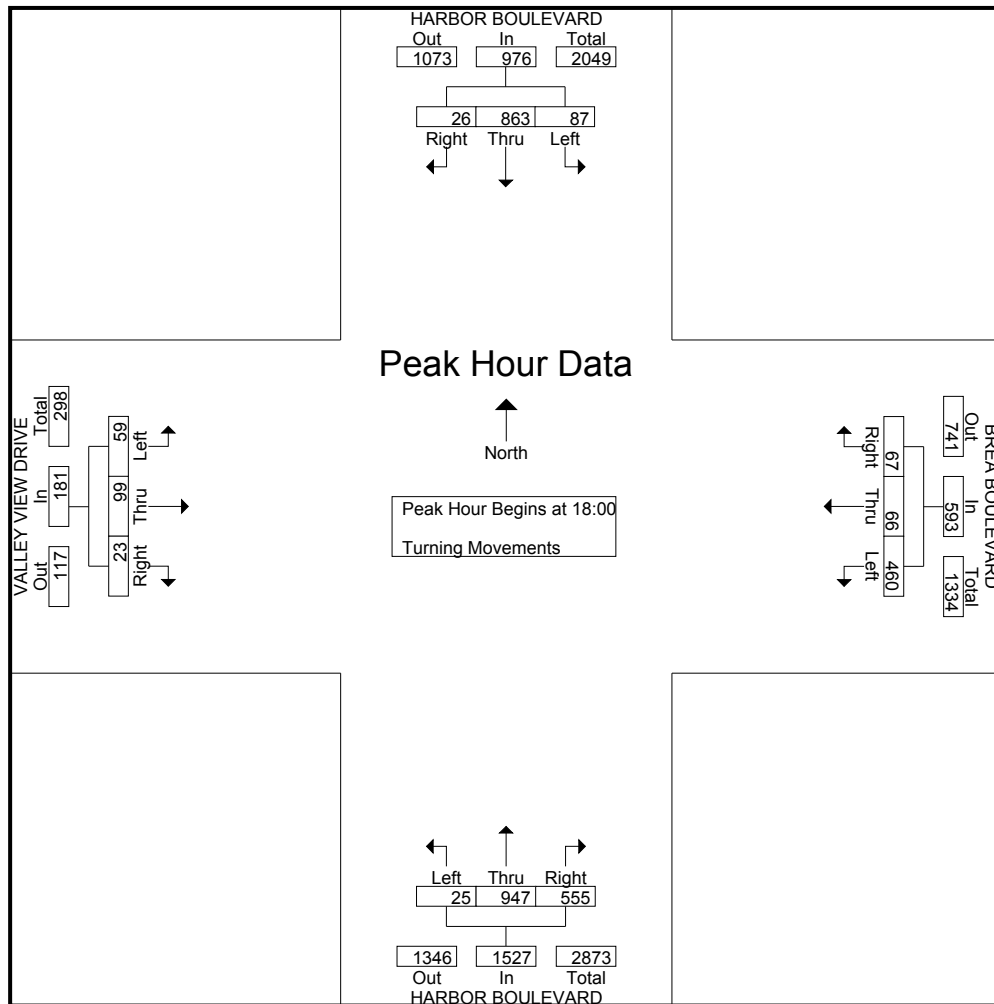 HARBOR BOULEVARD
Out In Total
1073 976 2049
26 863 87
Right Thru Left
Peak Hour Data
North
Peak Hour Begins at 18:00
Turning Movements
VALLEY VIEW DRIVE
Out In Total
117 181 298
23 99 59
Right Thru Left
BREA BOULEVARD
Out In Total
741 593 1334
67 66 460
Right Thru Left
Left Thru Right
25 947 555
1346 1527 2873
Out In Total
HARBOR BOULEVARD